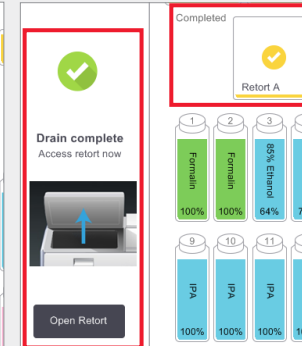 Drain complete
Access retort now
Open Retort
Completed
Retort A
1
2
3
Formalin
Formalin
85% Ethanol
100%
100%
64%
9
10
11
IPA
IPA
IPA
100%
100%
100%